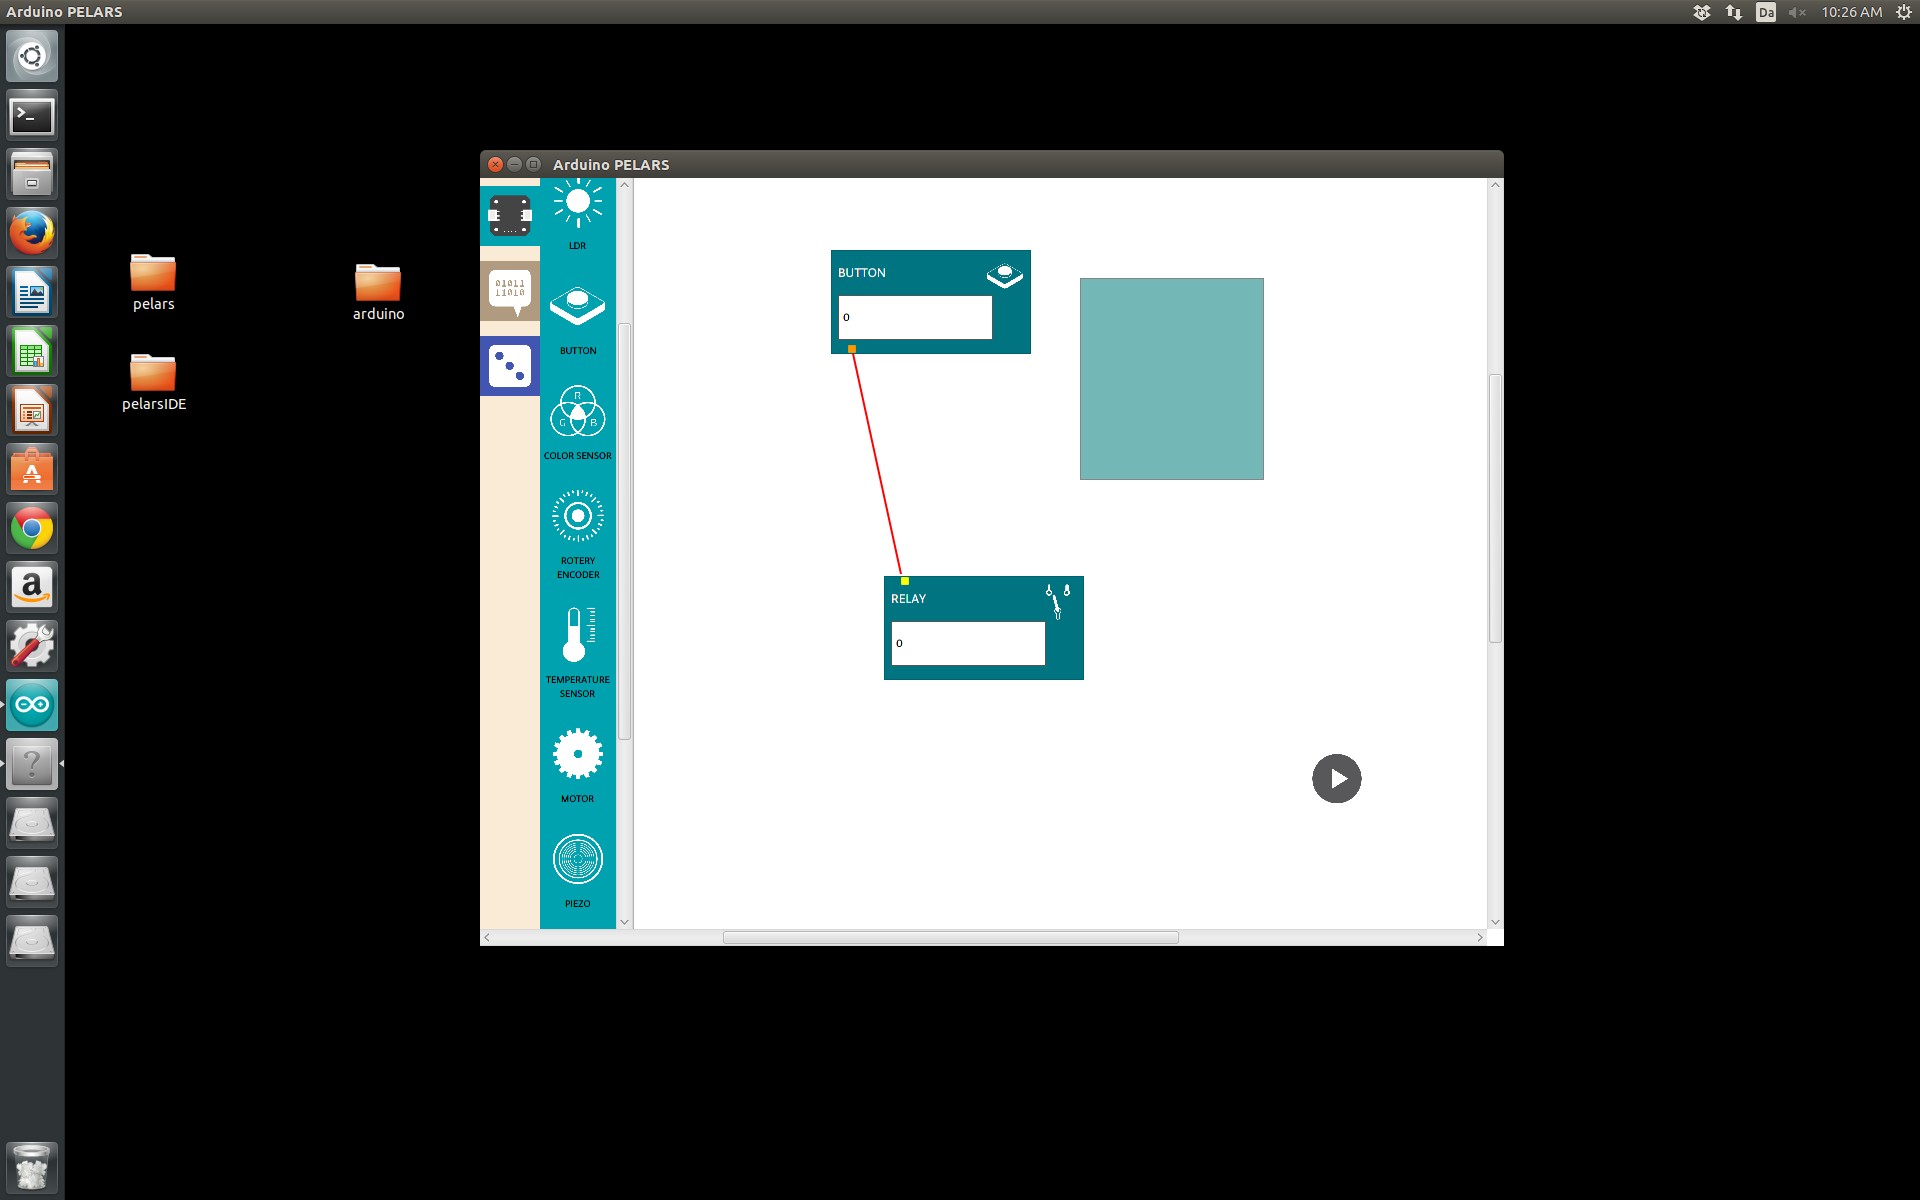 Arduino PELARS
Da
10:26 AM
pelars
arduino
pelarsIDE
Arduino PELARS
01011
11010
LDR
BUTTON
R
G
B
COLOR SENSOR
ROTERY
ENCODER
TEMPERATURE
SENSOR
MOTOR
PIEZO
BUTTON
0
RELAY
0